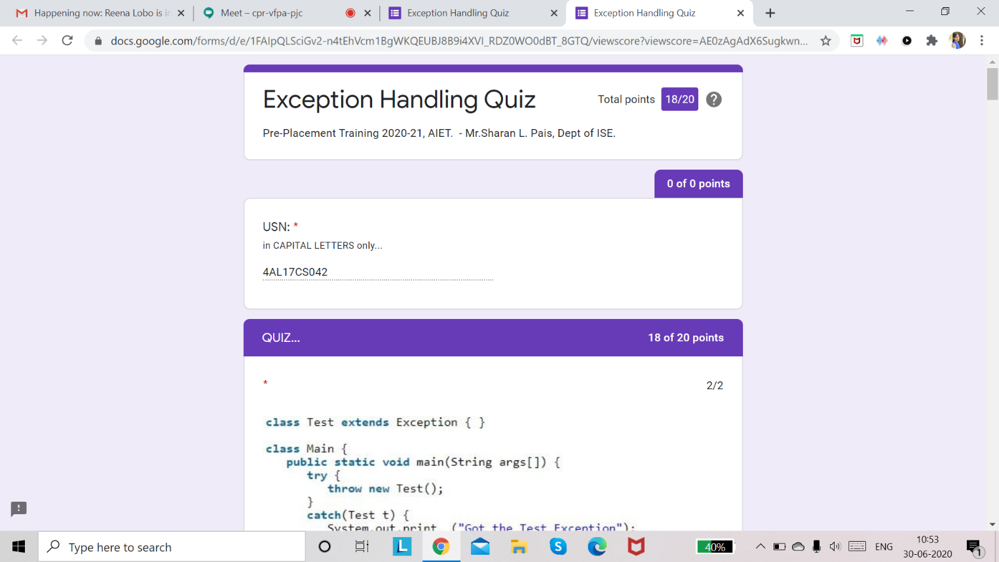 Happening now: Reena Lobo is in
Meet – cpr-vfpa-pjc
Exception Handling Quiz
Exception Handling Quiz
docs.google.com/forms/d/e/1FAIpQLSciGv2-n4tEhVcm1BgWKQEUBJ8B9i4XVI_RDZ0WO0dBT_8GTQ/viewscore?viewscore=AE0zAgAdX6Sugkwn...
Exception Handling Quiz
Total points 18/20
Pre-Placement Training 2020-21, AIET. - Mr.Sharan L. Pais, Dept of ISE.
0 of 0 points
USN: *
in CAPITAL LETTERS only...
4AL17CS042
QUIZ...
18 of 20 points
*
2/2
class Test extends Exception { }
class Main {
public static void main(String args[]) {
try {
throw new Test();
}
catch(Test t) {
System.out.print ("Got the Test Exception");
Type here to search
40%
ENG
10:53
30-06-2020
1